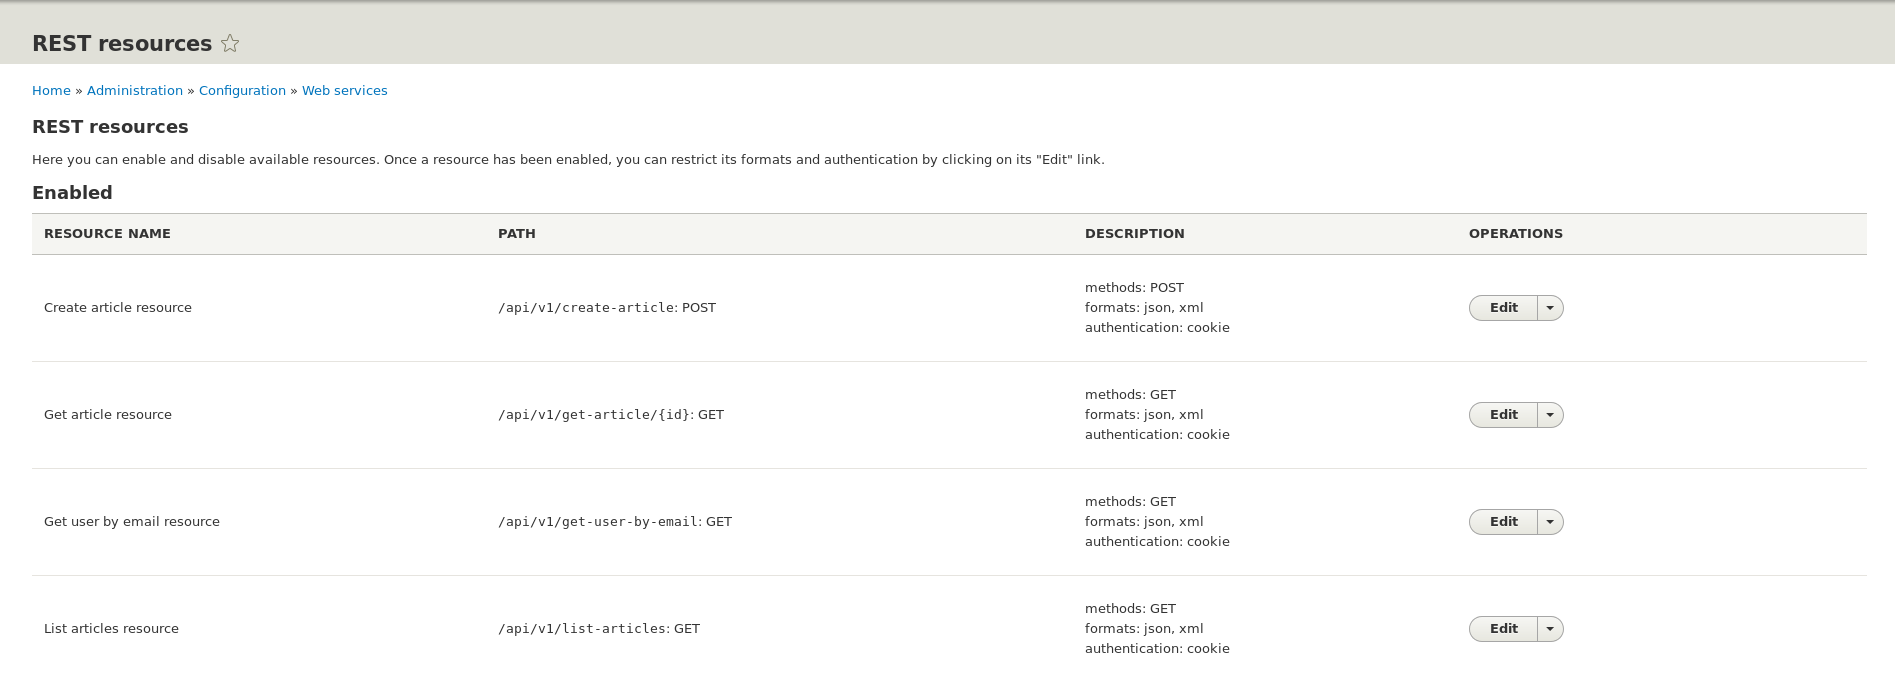 REST resources
Home » Administration » Configuration » Web services
REST resources
Here you can enable and disable available resources. Once a resource has been enabled, you can restrict its formats and authentication by clicking on its "Edit" link.
Enabled
RESOURCE NAME PATH DESCRIPTION OPERATIONS
methods: POST
Create article resource /api/v1/create-article: POST formats: json, xml Edit
authentication: cookie
methods: GET
Get article resource /api/v1/get-article/{id}: GET formats: json, xml Edit
authentication: cookie
methods: GET
Get user by email resource /api/v1/get-user-by-email: GET formats: json, xml Edit
authentication: cookie
methods: GET
List articles resource /api/v1/list-articles: GET formats: json, xml Edit
authentication: cookie